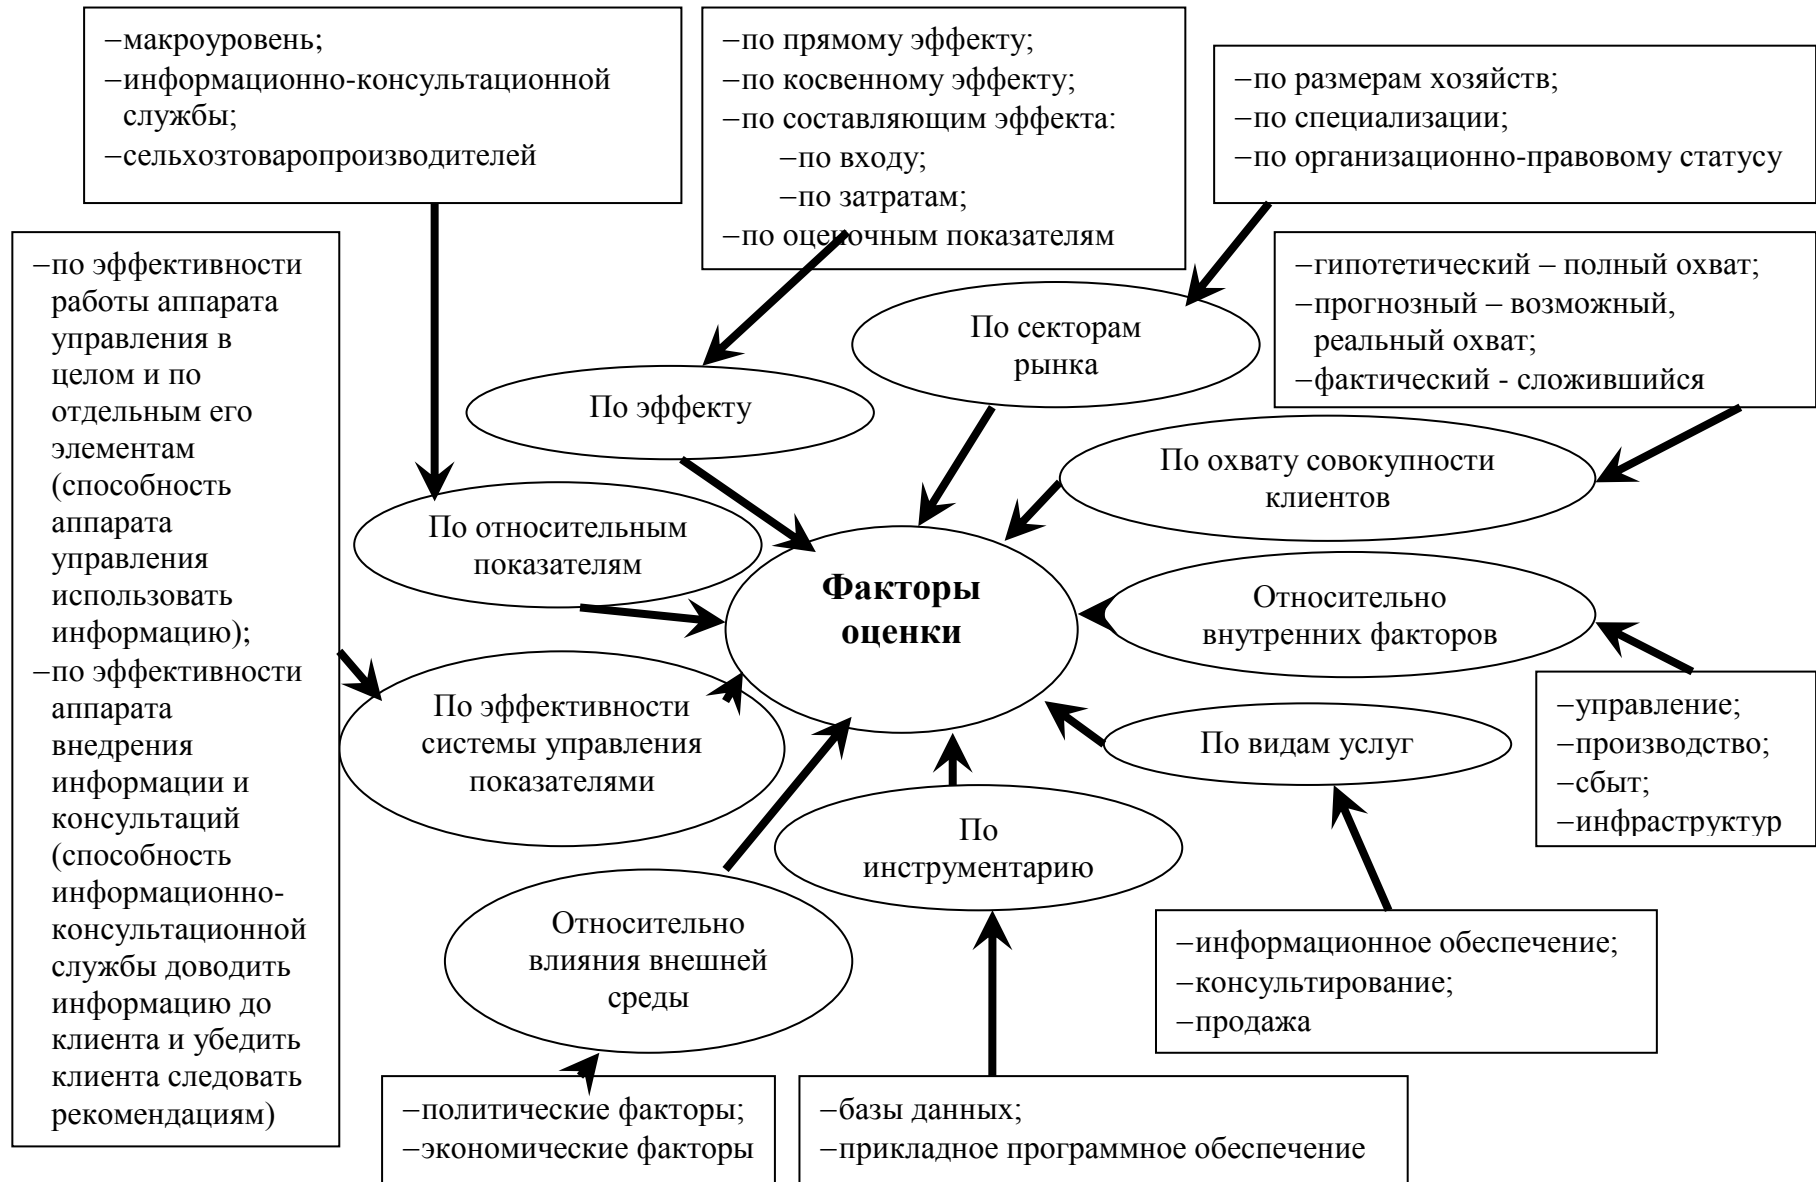 –макроуровень;
–информационно-консультационной
службы;
–сельхозтоваропроизводителей
–по прямому эффекту;
–по косвенному эффекту;
–по составляющим эффекта:
–по входу;
–по затратам;
–по оценочным показателям
–по размерам хозяйств;
–по специализации;
–по организационно-правовому статусу
–по эффективности
работы аппарата
управления в
целом и по
отдельным его
элементам
(способность
аппарата
управления
использовать
информацию);
–по эффективности
аппарата
внедрения
информации и
консультаций
(способность
информационно-
консультационной
службы доводить
информацию до
клиента и убедить
клиента следовать
рекомендациям)
–гипотетический – полный охват;
–прогнозный – возможный,
реальный охват;
–фактический - сложившийся
По секторам
рынка
По эффекту
По охвату совокупности
клиентов
По относительным
показателям
Факторы
оценки
Относительно
внутренних факторов
По эффективности
системы управления
показателями
По видам услуг
–управление;
–производство;
–сбыт;
–инфраструктур
По
инструментарию
Относительно
влияния внешней
среды
–информационное обеспечение;
–консультирование;
–продажа
–политические факторы;
–экономические факторы
–базы данных;
–прикладное программное обеспечение